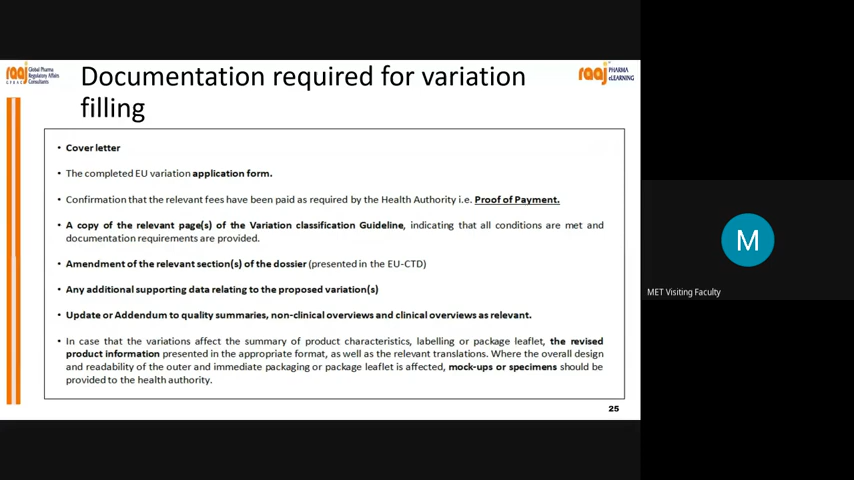 raaj
Global Pharma
Regulatory Affairs
Consultants
Documentation required for variation
filling
raaj PHARMA
eLEARNING
• Cover letter
• The completed EU variation application form.
• Confirmation that the relevant fees have been paid as required by the Health Authority i.e. Proof of Payment.
• A copy of the relevant page(s) of the Variation classification Guideline, indicating that all conditions are met and
documentation requirements are provided.
• Amendment of the relevant section(s) of the dossier (presented in the EU-CTD)
• Any additional supporting data relating to the proposed variation(s)
• Update or Addendum to quality summaries, non-clinical overviews and clinical overviews as relevant.
• In case that the variations affect the summary of product characteristics, labelling or package leaflet, the revised
product information presented in the appropriate format, as well as the relevant translations. Where the overall design
and readability of the outer and immediate packaging or package leaflet is affected, mock-ups or specimens should be
provided to the health authority.
25
M
MET Visiting Faculty